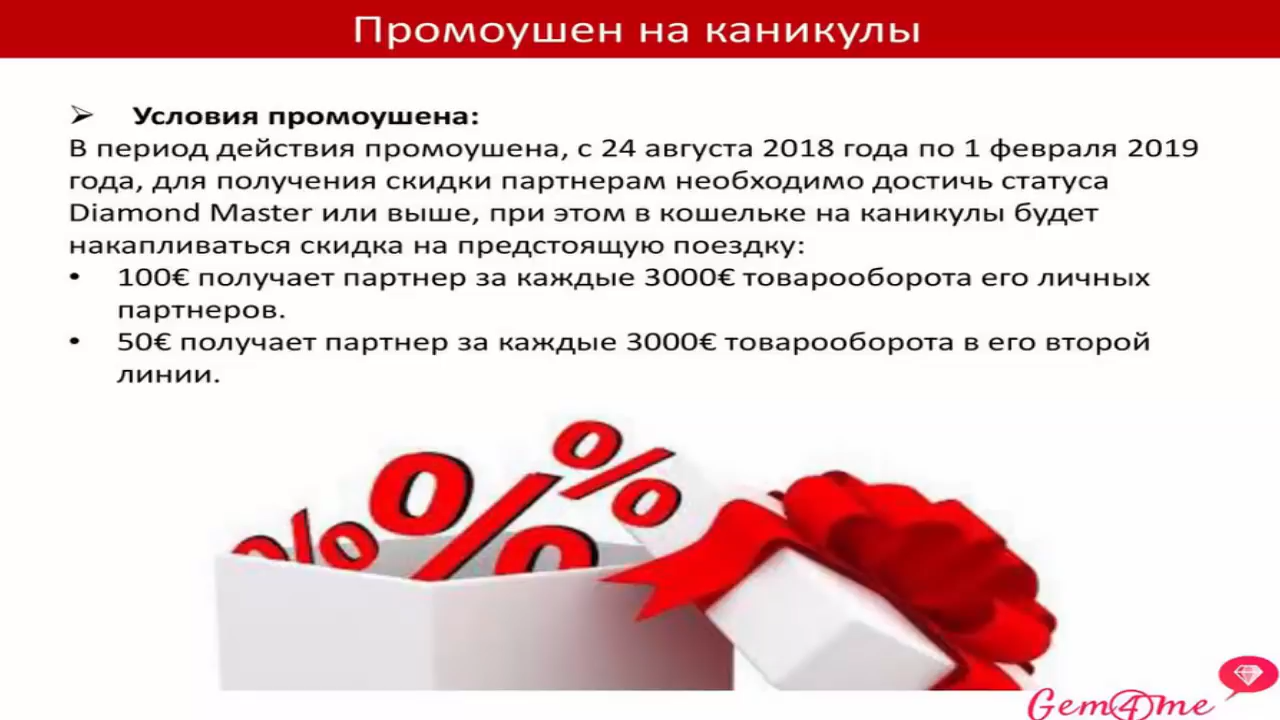 Промоушен на каникулы
Условия промоушена:
В период действия промоушена, с 24 августа 2018 года по 1 февраля 2019
года, для получения скидки партнерам необходимо достичь статуса
Diamond Master или выше, при этом в кошельке на каникулы будет
накапливаться скидка на предстоящую поездку:
• 100€ получает партнер за каждые 3000€ товарооборота его личных
партнеров.
• 50€ получает партнер за каждые 3000€ товарооборота в его второй
линии.
% % %
Gem4me